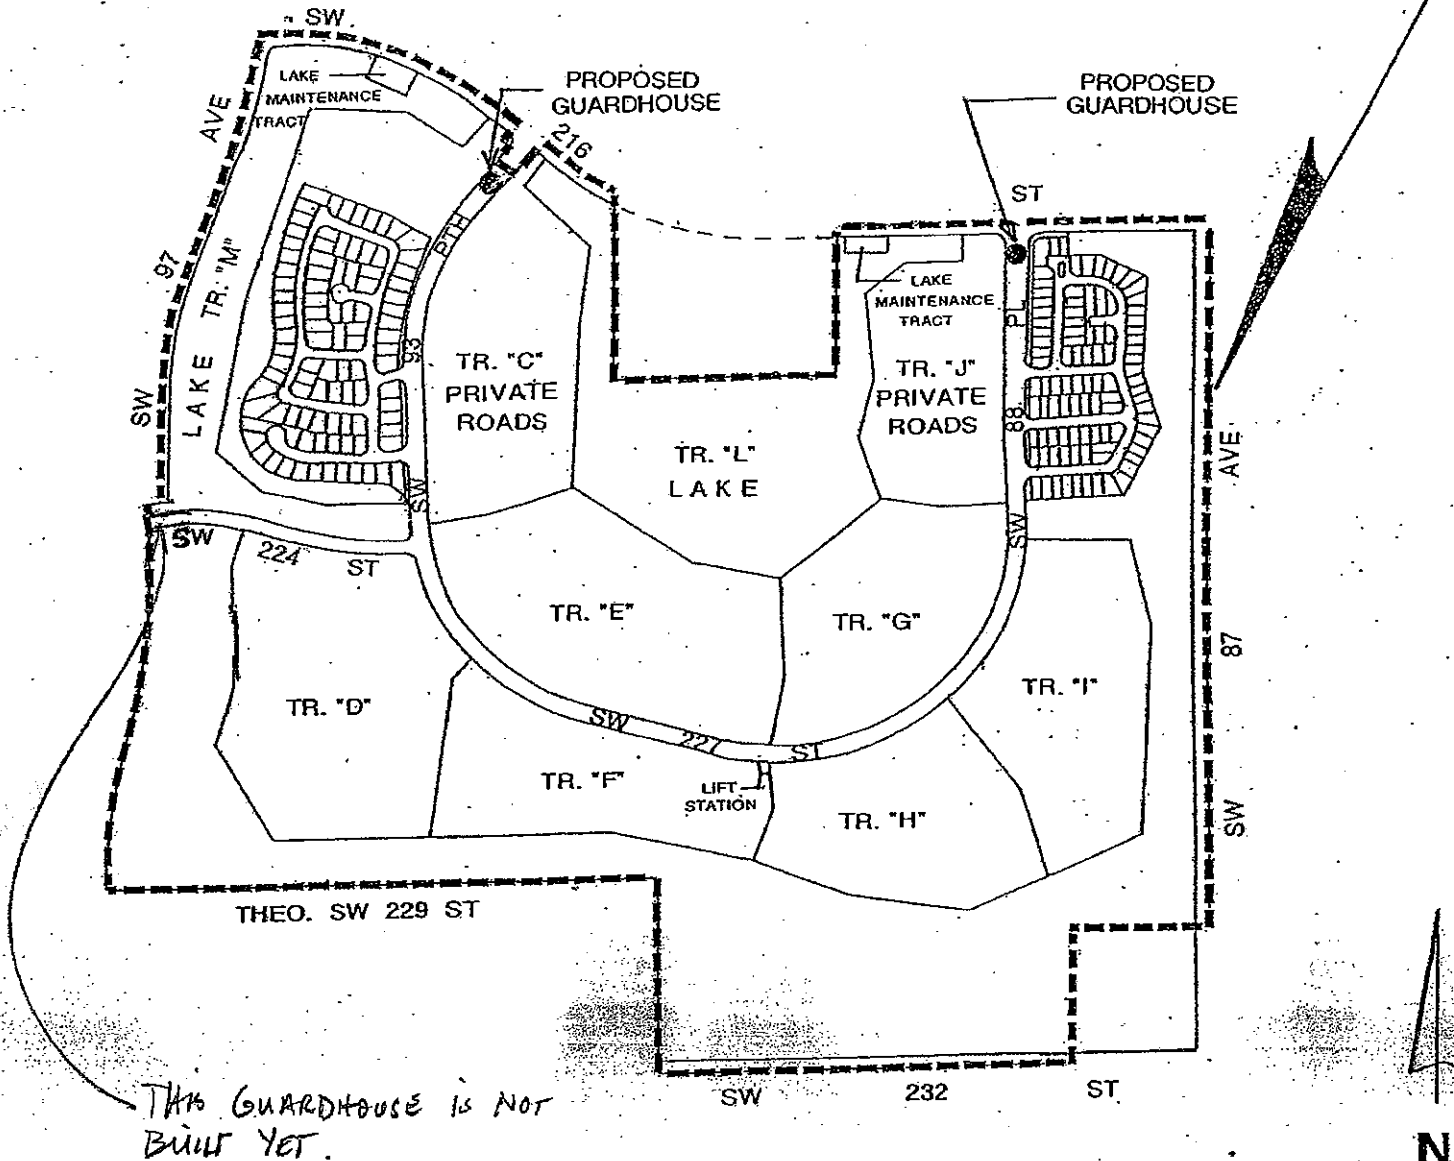 SW.
PROPOSED
GUARDHOUSE
PROPOSED
GUARDHOUSE
LAKE
MAINTENANCE
TRACT
AVE
216
ST
PTH
97
LAKE TR. "M"
LAKE
MAINTENANCE
TRACT
PL
93
TR. "C"
PRIVATE
ROADS
TR. "J"
PRIVATE
ROADS
88
SW
TR. "L"
LAKE
AVE
SW
SW
SW
224
ST
TR. "E"
TR. "G"
87
TR. "D"
TR. "I"
SW
227
ST
TR. "F"
LIFT
STATION
TR. "H"
SW
THEO. SW 229 ST
SW
232
ST
THIS GUARDHOUSE IS NOT
BUILT YET.
N